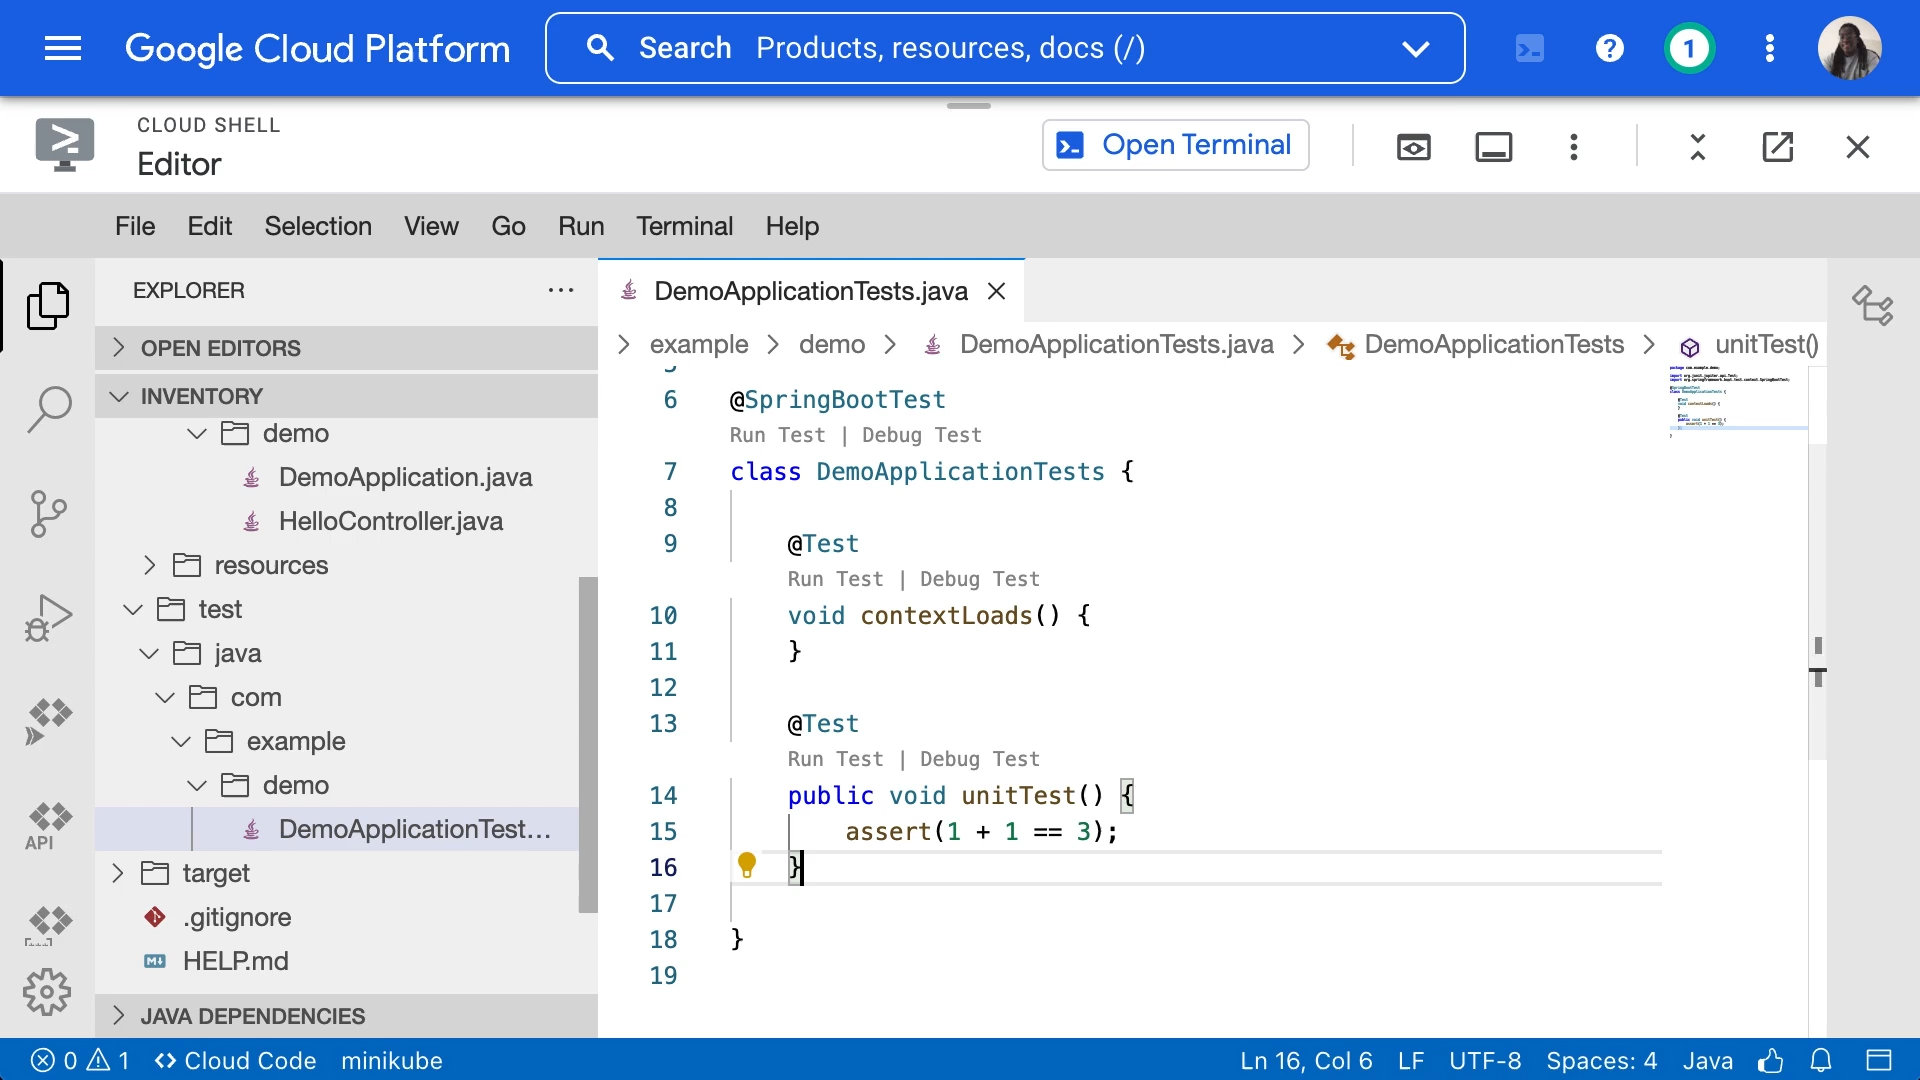 Google Cloud Platform
Search Products, resources, docs (/)
1
CLOUD SHELL
Editor
Open Terminal
File Edit Selection View Go Run Terminal Help
EXPLORER
OPEN EDITORS
INVENTORY
demo
DemoApplication.java
HelloController.java
resources
test
java
com
example
demo
DemoApplicationTest...
target
.gitignore
HELP.md
JAVA DEPENDENCIES
API
DemoApplicationTests.java
example > demo > DemoApplicationTests.java > DemoApplicationTests > unitTest()
6 @SpringBootTest
Run Test | Debug Test
7 class DemoApplicationTests {
8
9 @Test
Run Test | Debug Test
10 void contextLoads() {
11 }
12
13 @Test
Run Test | Debug Test
14 public void unitTest() {
15 assert(1 + 1 == 3);
16 }
17
18 }
19
0 1 Cloud Code minikube Ln 16, Col 6 LF UTF-8 Spaces: 4 Java